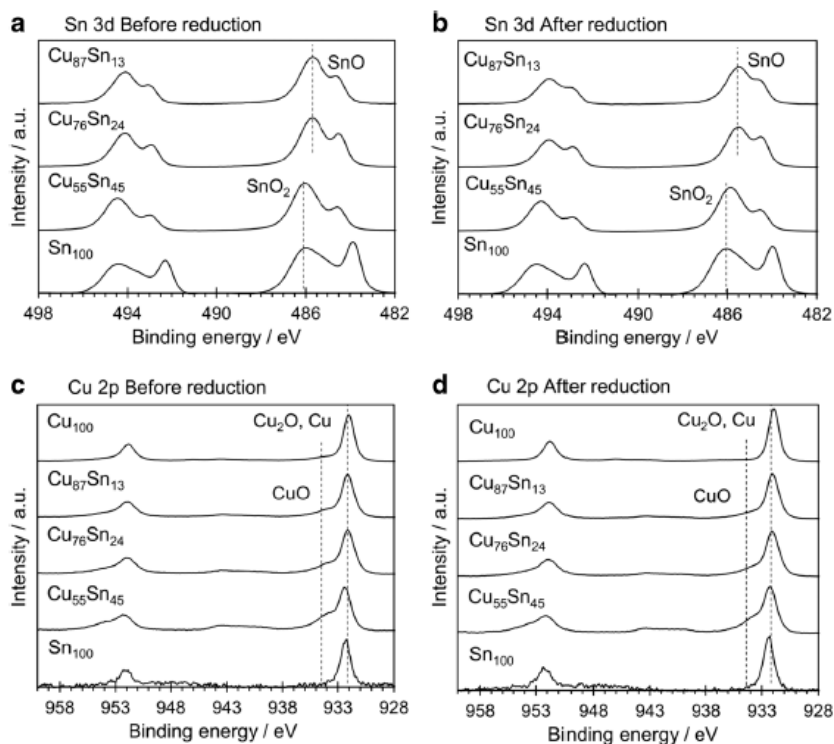 a Sn 3d Before reduction
Cu87Sn13
SnO
Cu76Sn24
SnO2
Cu55Sn45
Sn100
Intensity / a.u.
498 494 490 486 482
Binding energy / eV
b Sn 3d After reduction
Cu87Sn13
SnO
Cu76Sn24
SnO2
Cu55Sn45
Sn100
Intensity / a.u.
498 494 490 486 482
Binding energy / eV
c Cu 2p Before reduction
Cu100
Cu2O, Cu
Cu87Sn13
CuO
Cu76Sn24
Cu55Sn45
Sn100
Intensity / a.u.
958 953 948 943 938 933 928
Binding energy / eV
d Cu 2p After reduction
Cu100
Cu2O, Cu
Cu87Sn13
CuO
Cu76Sn24
Cu55Sn45
Sn100
Intensity / a.u.
958 953 948 943 938 933 928
Binding energy / eV